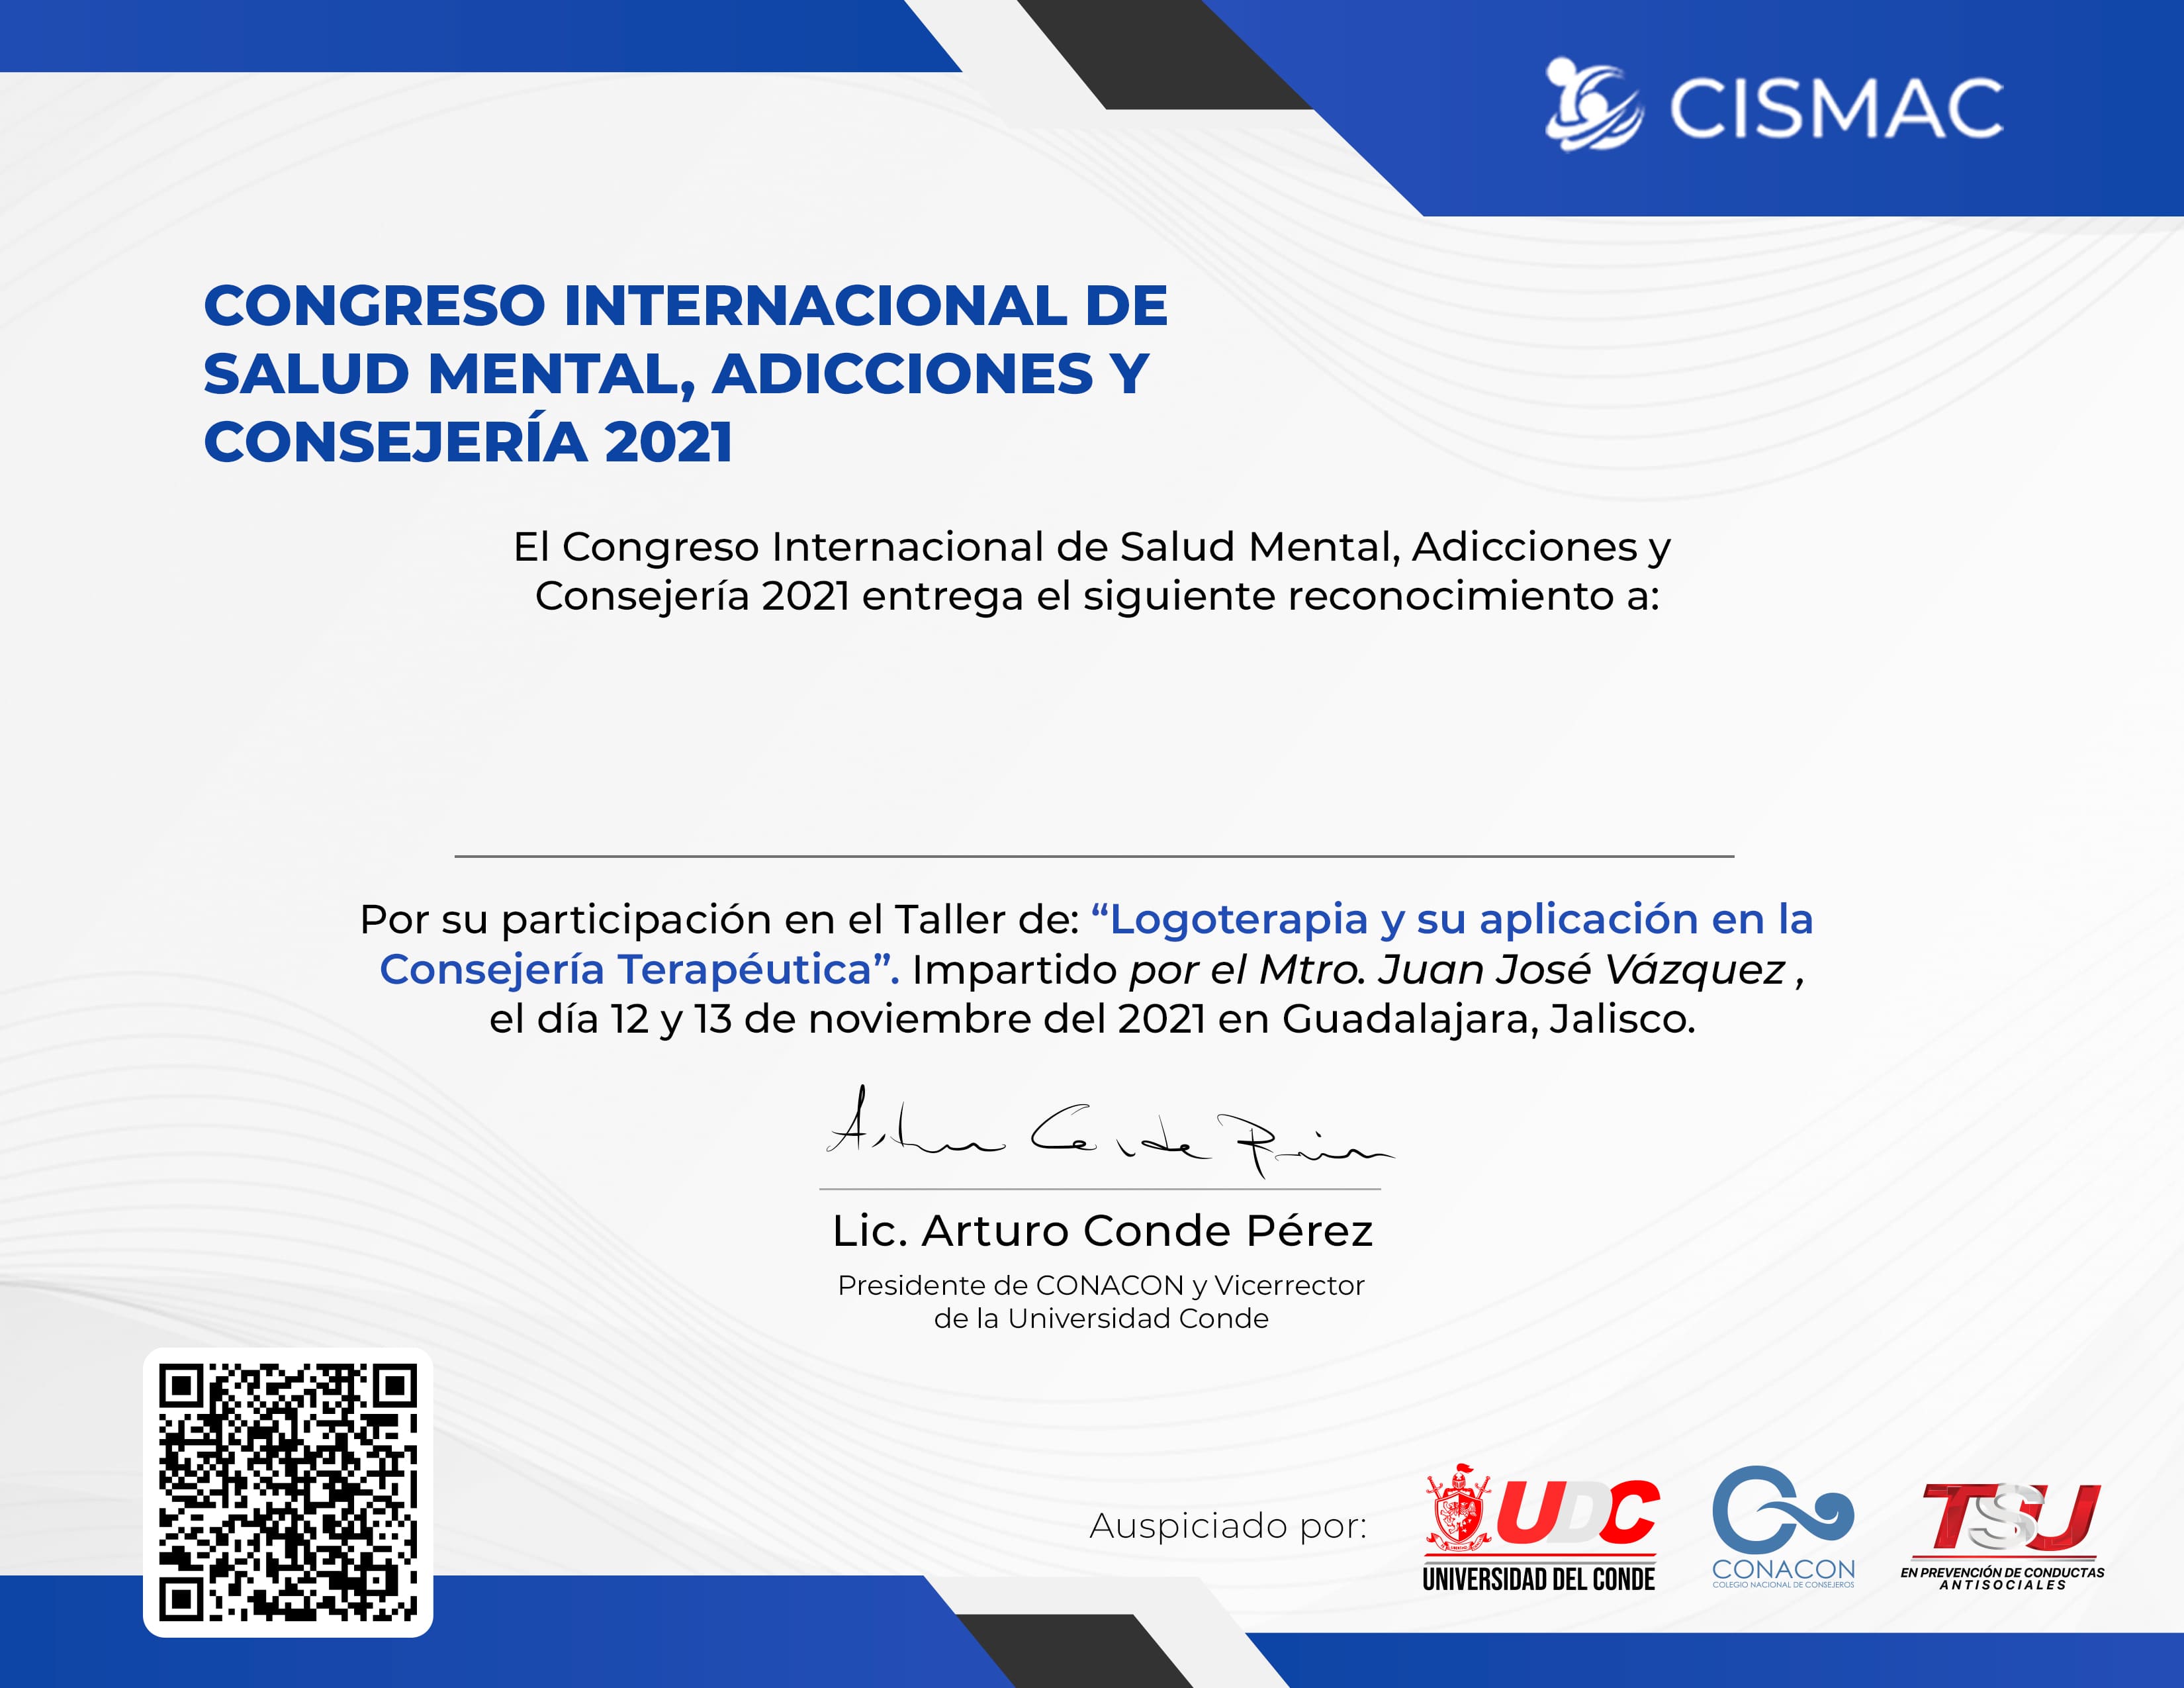 CISMAC
CONGRESO INTERNACIONAL DE
SALUD MENTAL, ADICCIONES Y
CONSEJERÍA 2021
El Congreso Internacional de Salud Mental, Adicciones y
Consejería 2021 entrega el siguiente reconocimiento a:
Por su participación en el Taller de: “Logoterapia y su aplicación en la
Consejería Terapéutica”. Impartido por el Mtro. Juan José Vázquez ,
el día 12 y 13 de noviembre del 2021 en Guadalajara, Jalisco.
Lic. Arturo Conde Pérez
Presidente de CONACON y Vicerrector
de la Universidad Conde
Auspiciado por:
UDC
UNIVERSIDAD DEL CONDE
CONACON
COLEGIO NACIONAL DE CONSEJEROS
TSU
EN PREVENCIÓN DE CONDUCTAS
ANTISOCIALES